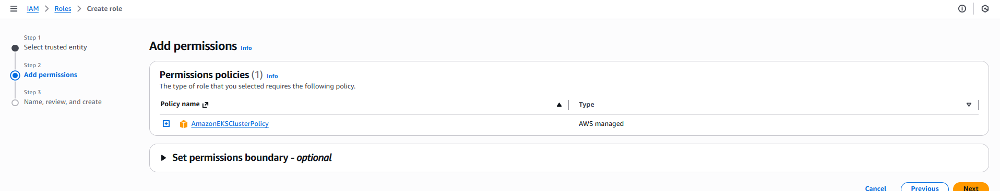 IAM > Roles > Create role
Step 1
Select trusted entity
Step 2
Add permissions
Step 3
Name, review, and create
Add permissions Info
Permissions policies (1) Info
The type of role that you selected requires the following policy.
Policy name Type
AmazonEKSClusterPolicy AWS managed
Set permissions boundary - optional
Cancel Previous Next